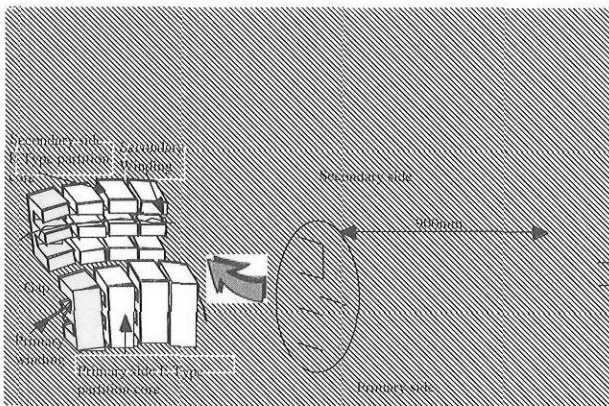 Secondary side
E-Type partition
core
Secondary
Winding
Secondary side
900mm
Gap
Primary
winding
Primary side E-Type
partition core
Primary side